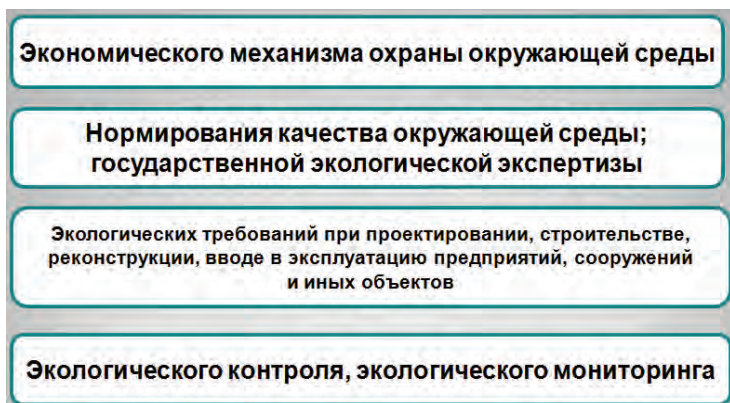 Экономического механизма охраны окружающей среды
Нормирования качества окружающей среды;
государственной экологической экспертизы
Экологических требований при проектировании, строительстве,
реконструкции, вводе в эксплуатацию предприятий, сооружений
и иных объектов
Экологического контроля, экологического мониторинга